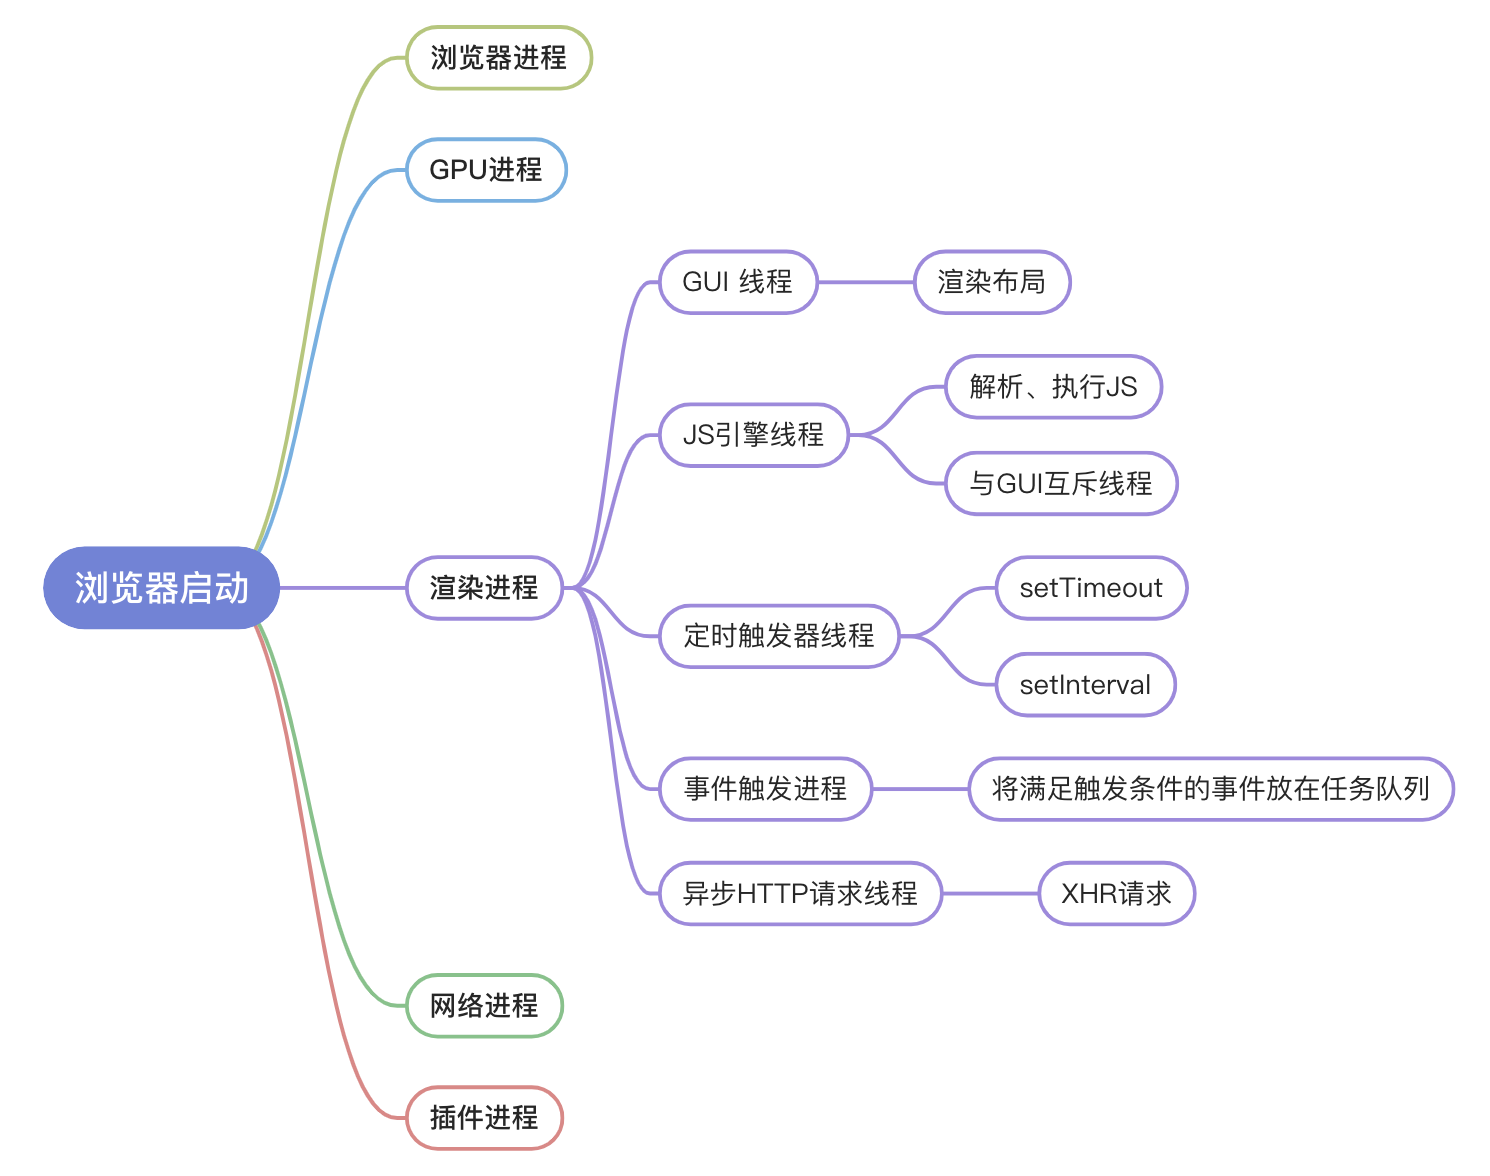 浏览器启动
浏览器进程
GPU进程
渲染进程
GUI 线程
渲染布局
JS引擎线程
解析、执行JS
与GUI互斥线程
定时触发器线程
setTimeout
setInterval
事件触发进程
将满足触发条件的事件放在任务队列
异步HTTP请求线程
XHR请求
网络进程
插件进程